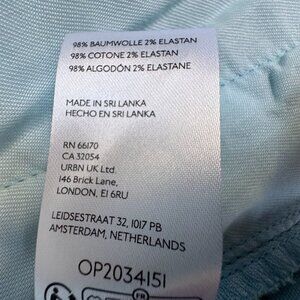 98% BAUMWOLLE 2% ELASTAN
98% COTONE 2% ELASTAN
98% ALGODÓN 2% ELASTANE
MADE IN SRI LANKA
HECHO EN SRI LANKA
RN 66170
CA 32054
URBN UK Ltd.
146 Brick Lane,
LONDON, E1 6RU
LEIDSESTRAAT 32, 1017 PB
AMSTERDAM, NETHERLANDS
OP2034151
FR